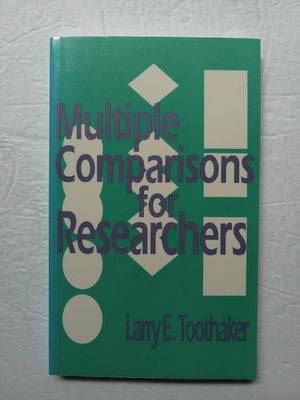 Multiple
Comparisons
for
Researchers
Larry E. Toothaker